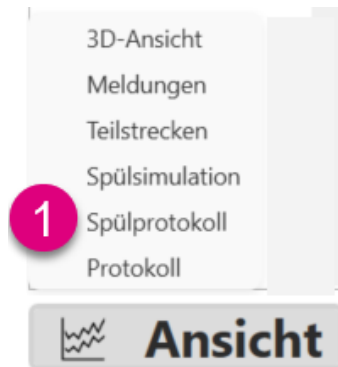 3D-Ansicht
Meldungen
Teilstrecken
Spülsimulation
1 Spülprotokoll
Protokoll
Ansicht